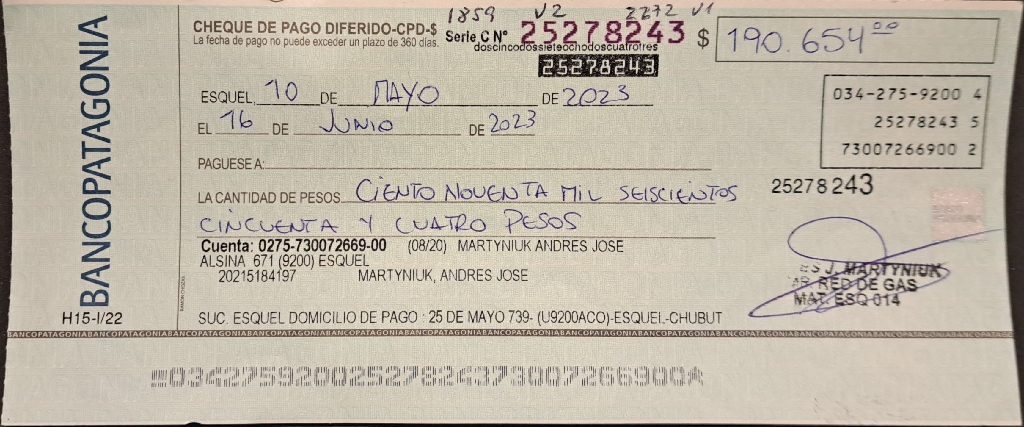 1859 V2 2272 V1
BANCOPATAGONIA
CHEQUE DE PAGO DIFERIDO-CPD-$
La fecha de pago no puede exceder un plazo de 360 días.
Serie C Nº 25278243 $ 190.654 00
doscincodossieteochodoscuatrotres
25278243
ESQUEL, 10 DE MAYO DE 2023
EL 16 DE JUNIO DE 2023
034-275-9200 4
25278243 5
73007266900 2
PAGUESE A:
LA CANTIDAD DE PESOS CIENTO NOVENTA MIL SEISCIENTOS
CINCUENTA Y CUATRO PESOS
25278243
Cuenta: 0275-730072669-00 (08/20) MARTYNIUK ANDRES JOSE
ALSINA 671 (9200) ESQUEL
20215184197 MARTYNIUK, ANDRES JOSE
ES J. MARTYNIUK
RED DE GAS
MAT. ESQ 014
H15-I/22
SUC. ESQUEL DOMICILIO DE PAGO : 25 DE MAYO 739- (U9200ACO)-ESQUEL-CHUBUT
BANCOPATAGONIABANCOPATAGONIABANCOPATAGONIABANCOPATAGONIABANCOPATAGONIABANCOPATAGONIA
03427592002527824373007266900